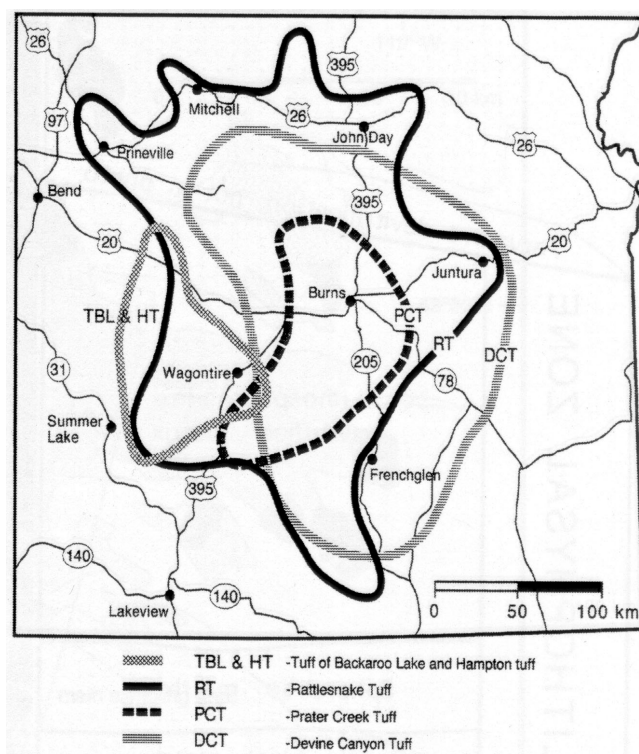 26
395
Mitchell
26
97
John Day
26
Prineville
Bend
395
20
20
Juntura
Burns
TBL & HT
PCT
RT
DCT
31
Wagontire
205
78
Summer
Lake
Frenchglen
395
140
140
Lakeview
0 50 100 km
TBL & HT -Tuff of Backaroo Lake and Hampton tuff
RT -Rattlesnake Tuff
PCT -Prater Creek Tuff
DCT -Devine Canyon Tuff
ITHOPHYSAL ZONE